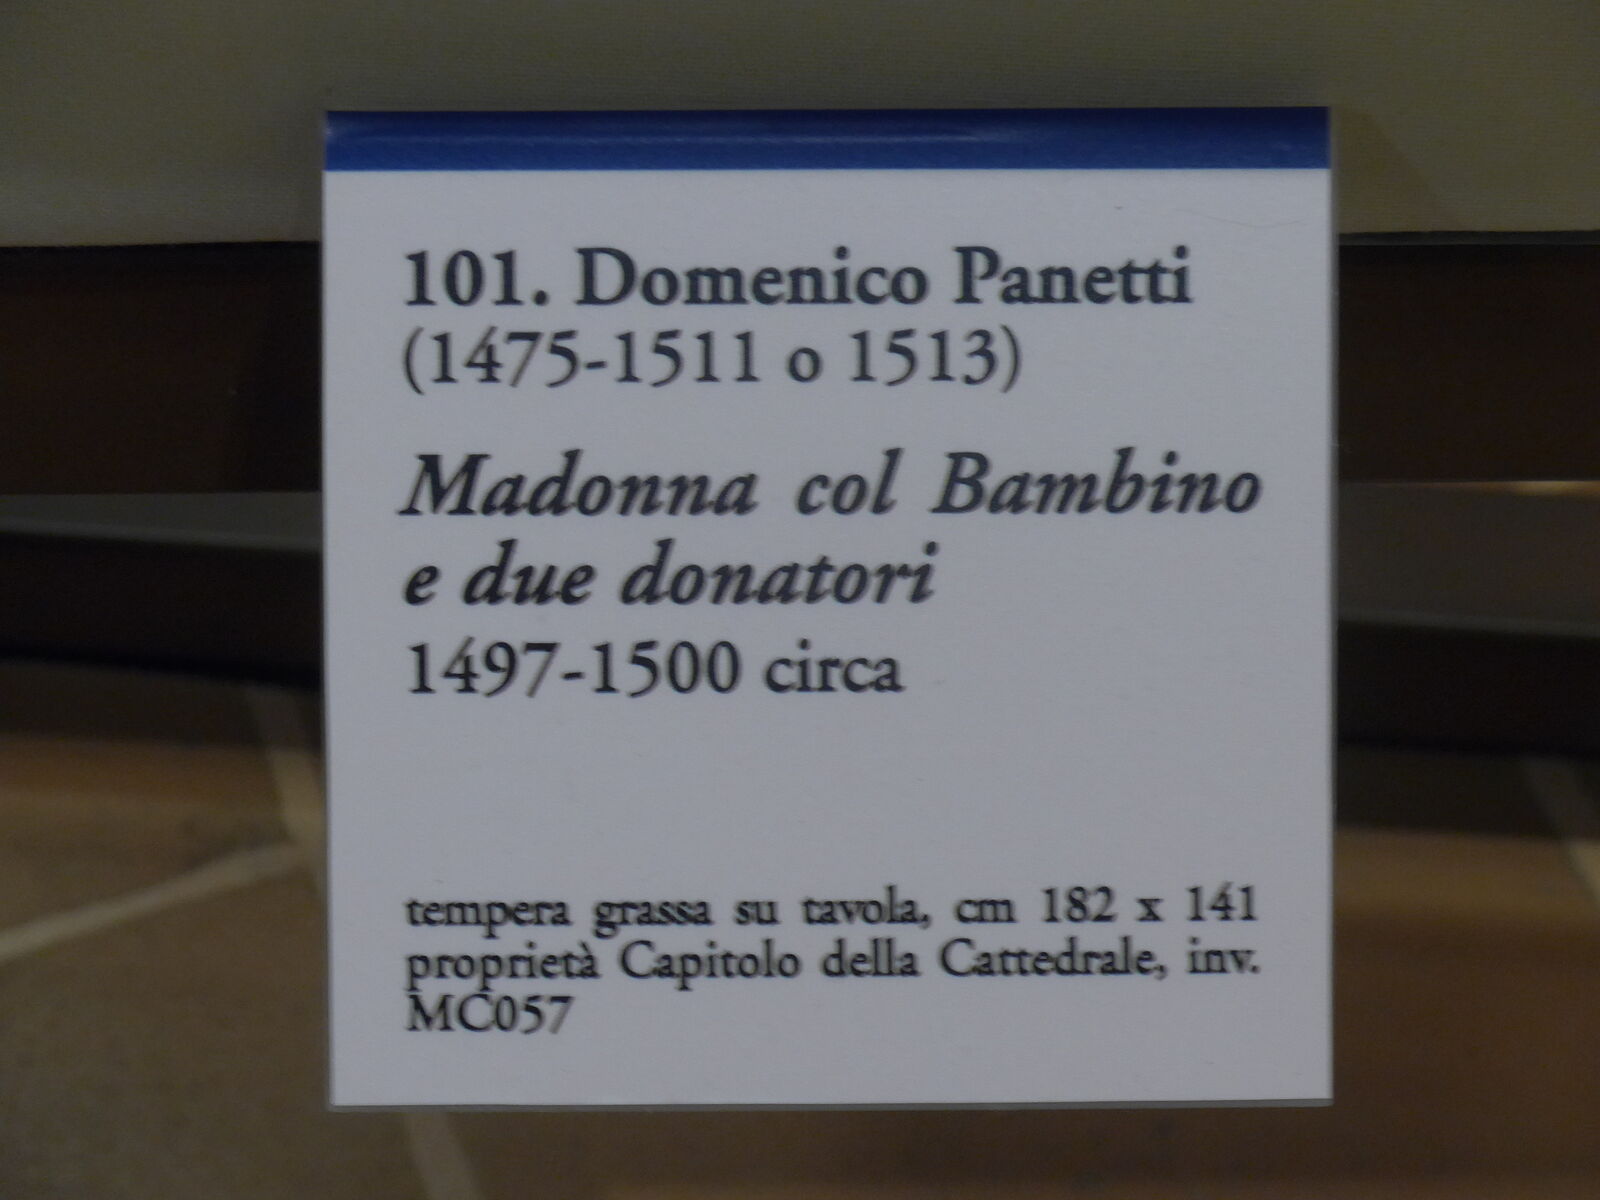 101. Domenico Panetti
(1475-1511 o 1513)
Madonna col Bambino
e due donatori
1497-1500 circa
tempera grassa su tavola, cm 182 x 141
proprietà Capitolo della Cattedrale, inv.
MC057